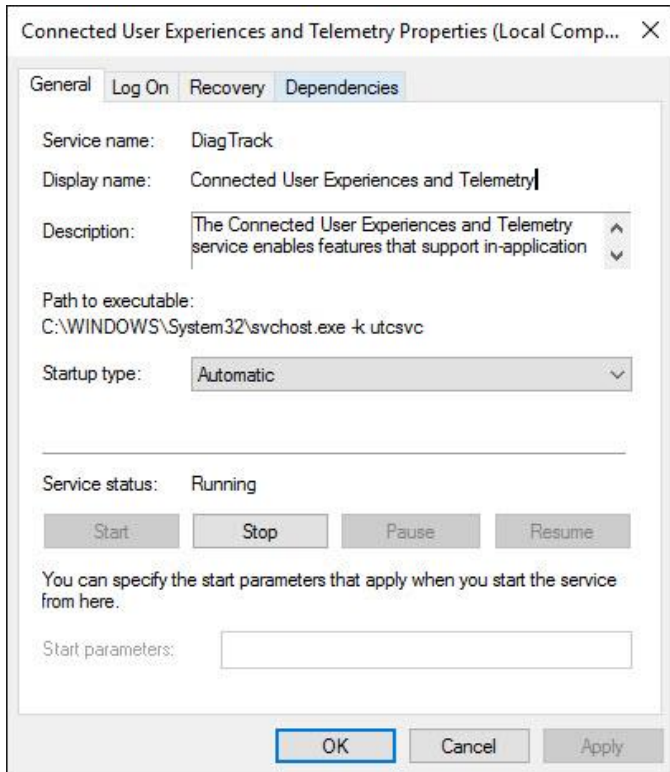 Connected User Experiences and Telemetry Properties (Local Comp...
General Log On Recovery Dependencies
Service name: DiagTrack
Display name: Connected User Experiences and Telemetry
Description: The Connected User Experiences and Telemetry
service enables features that support in-application
Path to executable:
C:\WINDOWS\System32\svchost.exe -k utcsvc
Startup type: Automatic
Service status: Running
Start Stop Pause Resume
You can specify the start parameters that apply when you start the service
from here.
Start parameters:
OK Cancel Apply